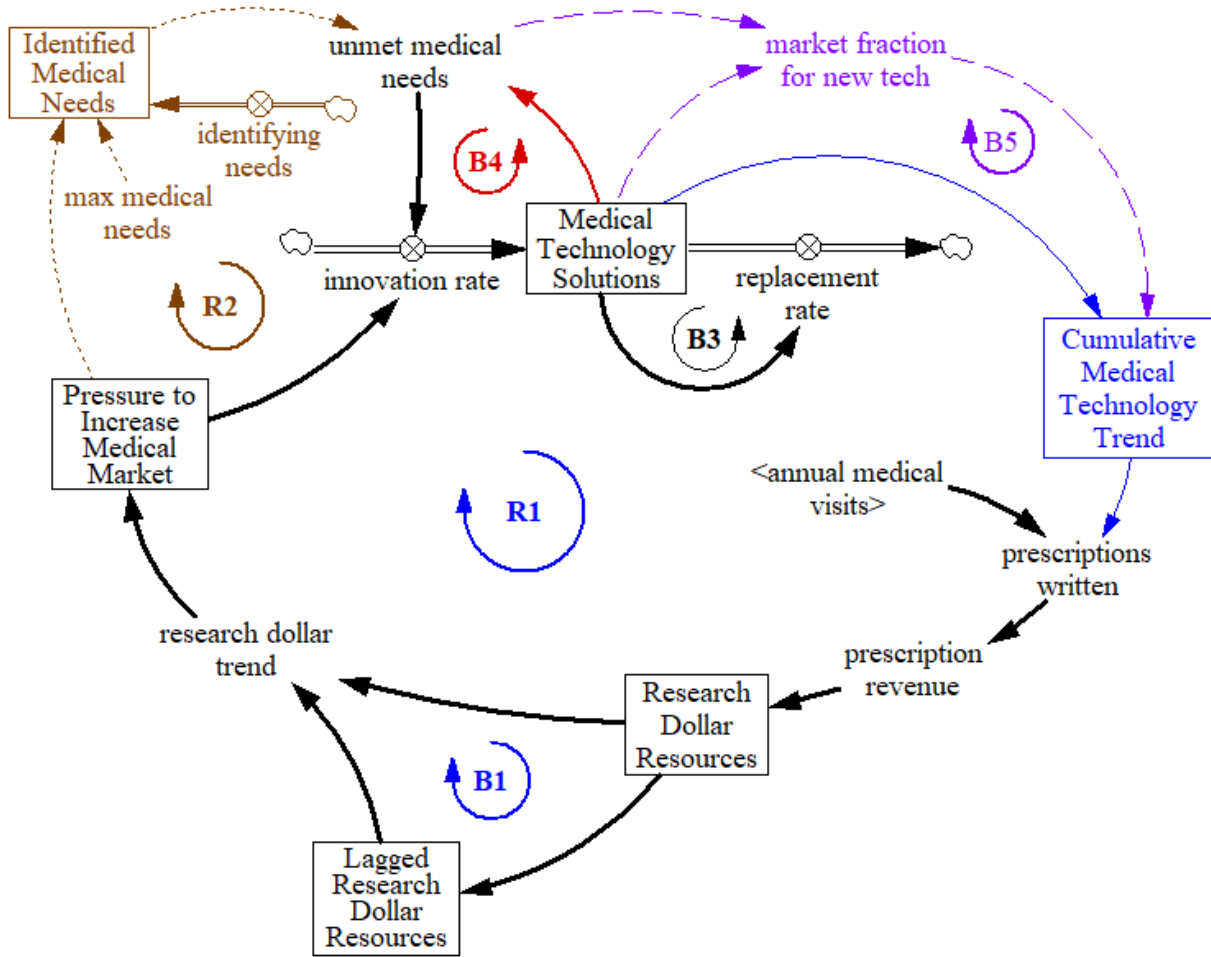 Identified
Medical
Needs
unmet medical
needs
market fraction
for new tech
identifying
needs
B4
B5
max medical
needs
Medical
Technology
Solutions
innovation rate
replacement
rate
R2
B3
Cumulative
Medical
Technology
Trend
Pressure to
Increase
Medical
Market
<annual medical
visits>
R1
prescriptions
written
research dollar
trend
prescription
revenue
Research
Dollar
Resources
B1
Lagged
Research
Dollar
Resources